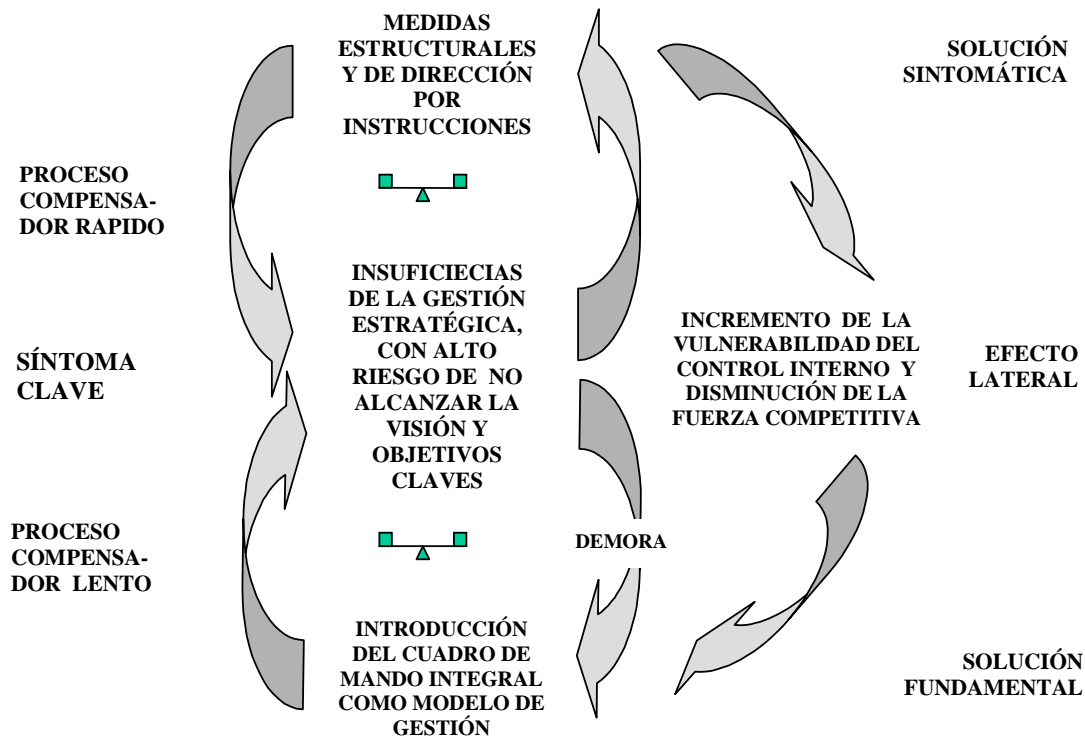 MEDIDAS
ESTRUCTURALES
Y DE DIRECCIÓN
POR
INSTRUCCIONES
SOLUCIÓN
SINTOMÁTICA
PROCESO
COMPENSA-
DOR RAPIDO
INSUFICIECIAS
DE LA GESTIÓN
ESTRATÉGICA,
CON ALTO
RIESGO DE NO
ALCANZAR LA
VISIÓN Y
OBJETIVOS
CLAVES
SÍNTOMA
CLAVE
INCREMENTO DE LA
VULNERABILIDAD DEL
CONTROL INTERNO Y
DISMINUCIÓN DE LA
FUERZA COMPETITIVA
EFECTO
LATERAL
PROCESO
COMPENSA-
DOR LENTO
DEMORA
INTRODUCCIÓN
DEL CUADRO DE
MANDO INTEGRAL
COMO MODELO DE
GESTIÓN
SOLUCIÓN
FUNDAMENTAL